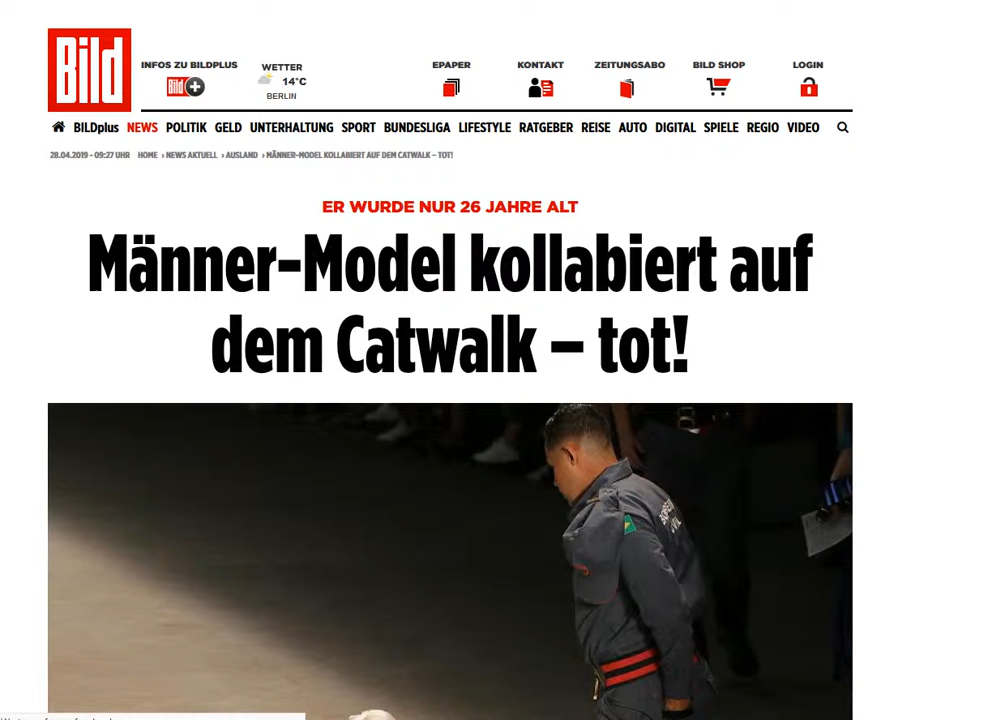 Bild
INFOS ZU BILDPLUS
Bild
WETTER
14°C
BERLIN
EPAPER
KONTAKT
ZEITUNGSABO
BILD SHOP
LOGIN
BILDplus NEWS POLITIK GELD UNTERHALTUNG SPORT BUNDESLIGA LIFESTYLE RATGEBER REISE AUTO DIGITAL SPIELE REGIO VIDEO
28.04.2019 - 09:27 UHR HOME › NEWS AKTUELL › AUSLAND › MÄNNER-MODEL KOLLABIERT AUF DEM CATWALK – TOT!
ER WURDE NUR 26 JAHRE ALT
Männer-Model kollabiert auf
dem Catwalk – tot!